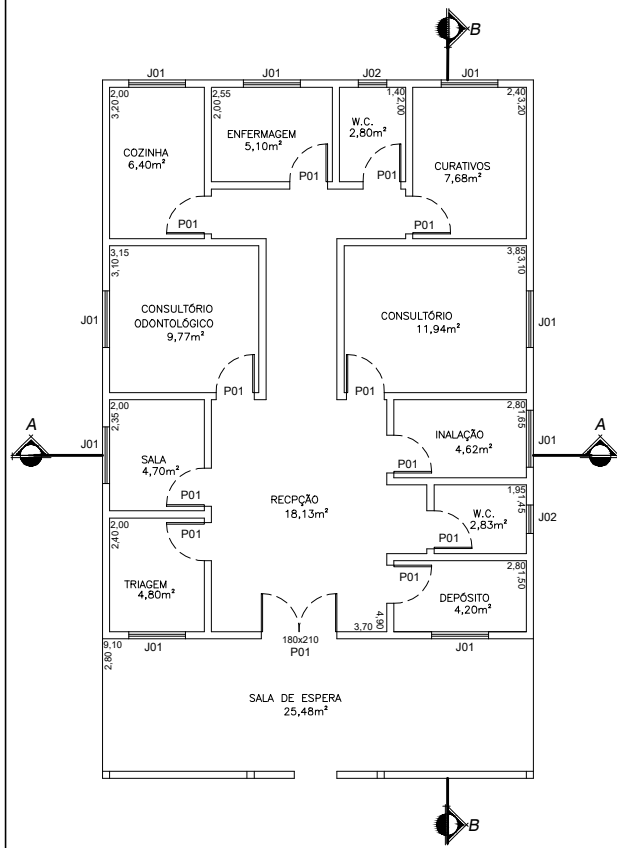 B
J01
J01
J02
J01
2,00
3,20
COZINHA
6,40m²
P01
2,55
2,00
ENFERMAGEM
5,10m²
P01
1,40
2,00
W.C.
2,80m²
P01
2,40
3,20
CURATIVOS
7,68m²
P01
3,15
3,10
CONSULTÓRIO
ODONTOLÓGICO
9,77m²
J01
P01
3,85
3,10
CONSULTÓRIO
11,94m²
J01
P01
A
J01
2,00
2,35
SALA
4,70m²
P01
2,80
1,65
INALAÇÃO
4,62m²
P01
J01
A
RECPÇÃO
18,13m²
1,95
1,45
W.C.
2,83m²
P01
J02
2,00
2,40
P01
TRIAGEM
4,80m²
J01
2,80
1,50
P01
DEPÓSITO
4,20m²
J01
4,90
3,70
180x210
P01
9,10
2,80
SALA DE ESPERA
25,48m²
B